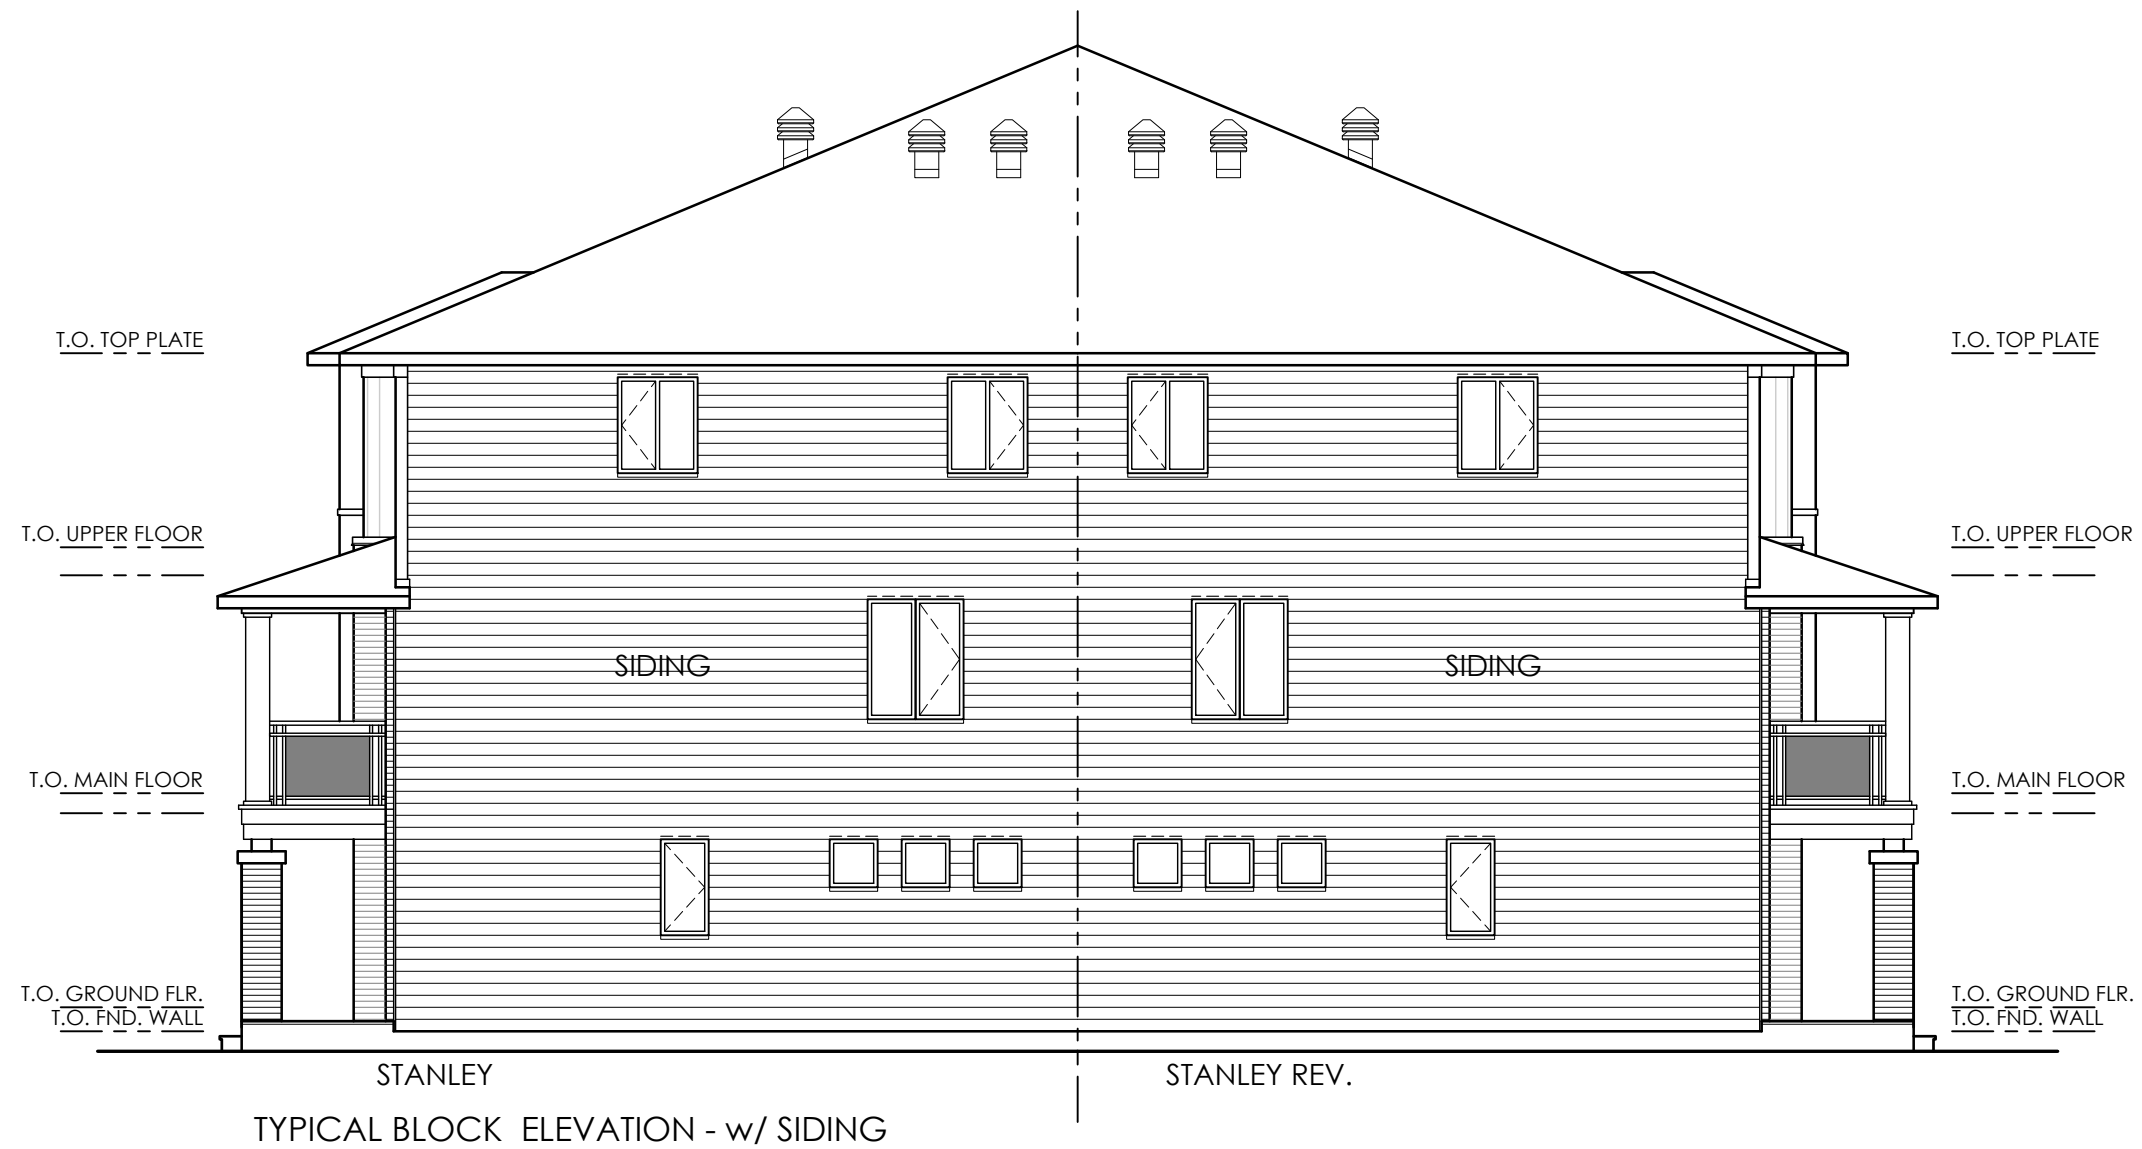 T.O. TOP PLATE
T.O. TOP PLATE
T.O. UPPER FLOOR
T.O. UPPER FLOOR
SIDING
SIDING
T.O. MAIN FLOOR
T.O. MAIN FLOOR
T.O. GROUND FLR.
T.O. GROUND FLR.
T.O. FND. WALL
T.O. FND. WALL
STANLEY
STANLEY REV.
TYPICAL BLOCK ELEVATION - w/ SIDING